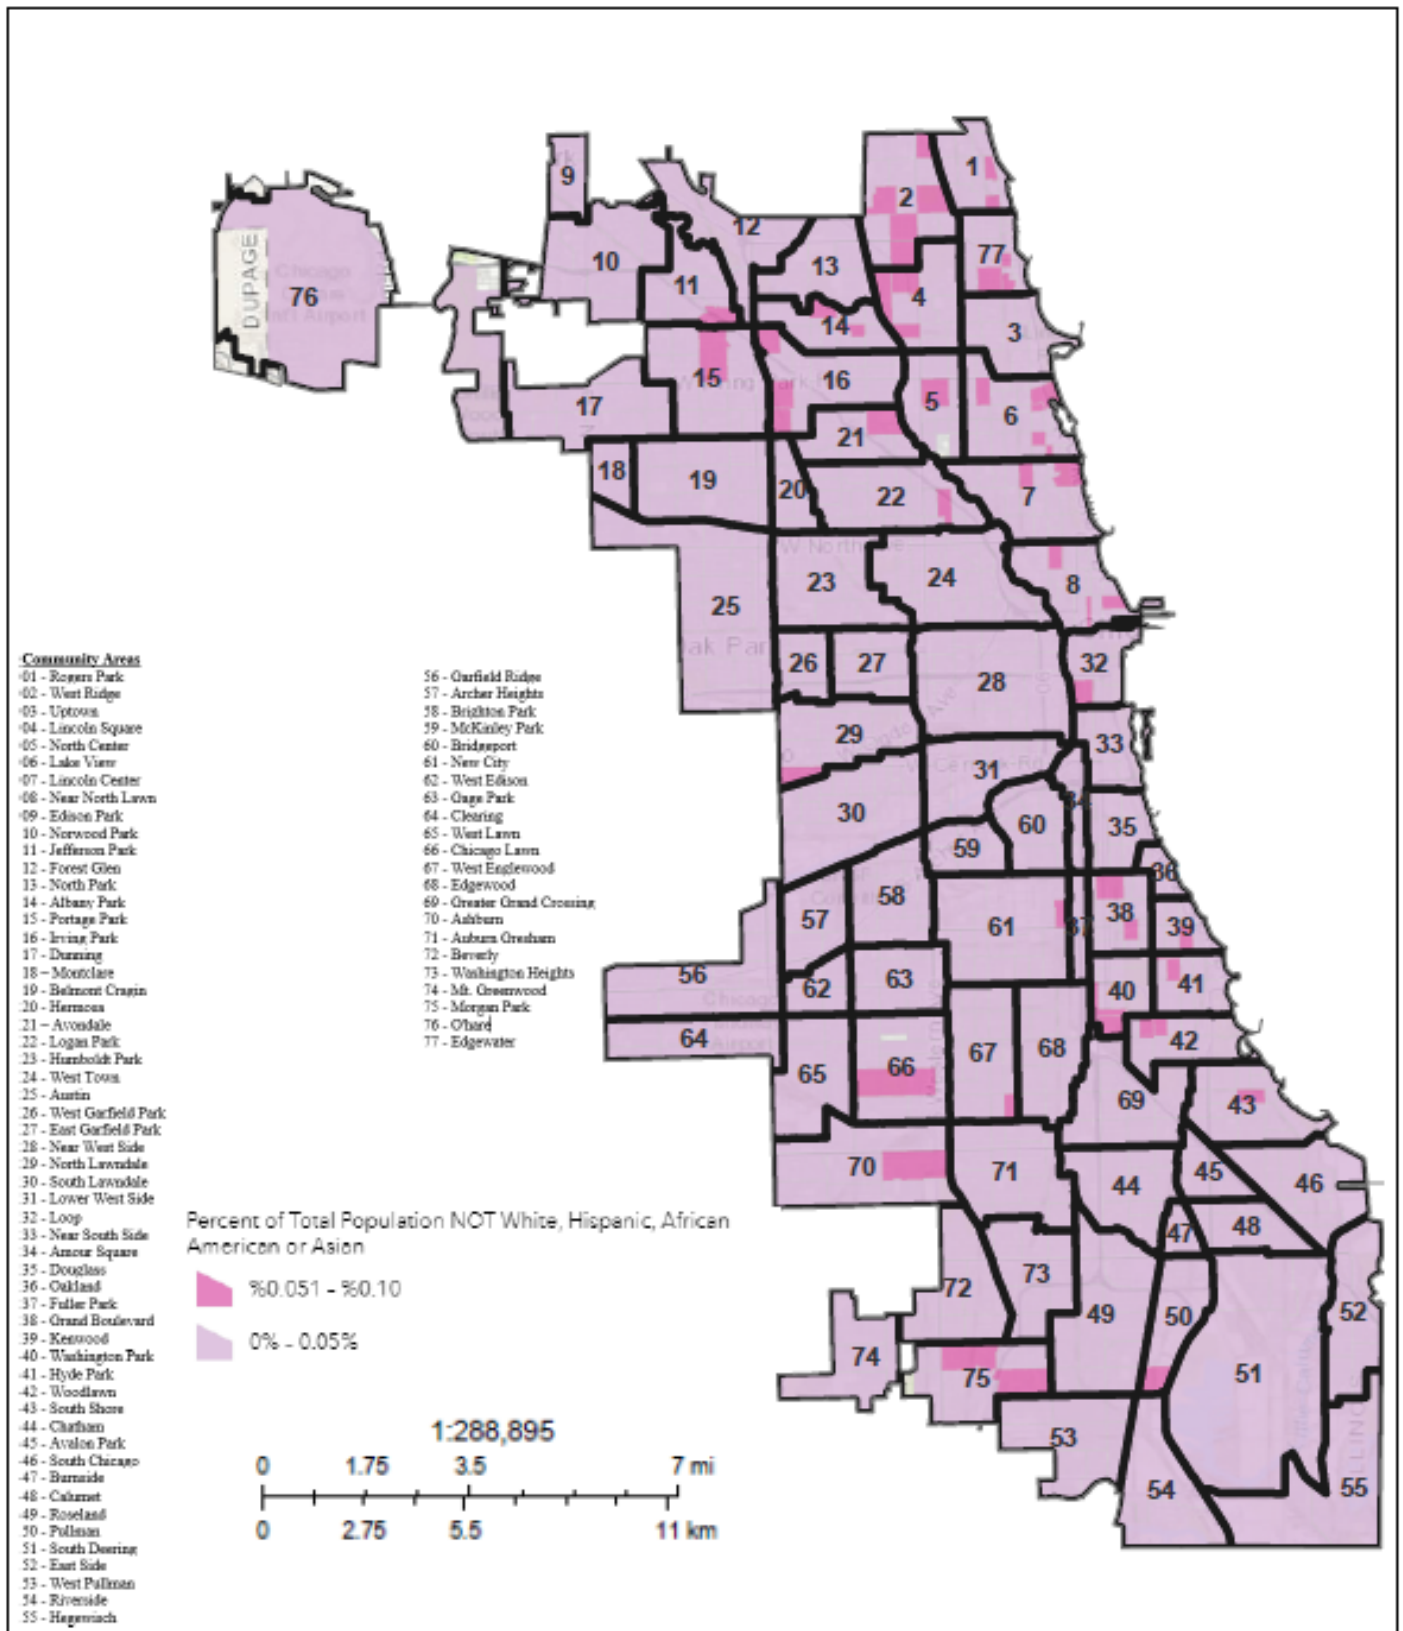 9
1
2
12
77
10
13
DUPAGE
Chicago
76
Int'l Airport
11
4
14
3
15
16
17
5
6
21
18
19
20
22
7
W North Ave
23
24
8
25
Oak Park
26
27
28
32
29
33
31
W Cermak Rd
34
30
60
35
59
36
58
57
38
61
37
39
56
62
63
40
41
Chicago
64
Airport
66
67
68
42
65
69
43
70
71
44
45
46
47
48
72
73
49
50
52
74
75
51
53
54
55
ILLINOIS
Community Areas
01 - Rogers Park
02 - West Ridge
03 - Uptown
04 - Lincoln Square
05 - North Center
06 - Lake View
07 - Lincoln Center
08 - Near North Lawn
09 - Edison Park
10 - Norwood Park
11 - Jefferson Park
12 - Forest Glen
13 - North Park
14 - Albany Park
15 - Portage Park
16 - Irving Park
17 - Dunning
18 – Montclare
19 - Belmont Cragin
20 - Hermosa
21 – Avondale
22 - Logan Park
23 - Humboldt Park
24 - West Town
25 - Austin
26 - West Garfield Park
27 - East Garfield Park
28 - Near West Side
29 - North Lawndale
30 - South Lawndale
31 - Lower West Side
32 - Loop
33 - Near South Side
34 - Amour Square
35 - Douglass
36 - Oakland
37 - Fuller Park
38 - Grand Boulevard
39 - Kenwood
40 - Washington Park
41 - Hyde Park
42 - Woodlawn
43 - South Shore
44 - Chatham
45 - Avalon Park
46 - South Chicago
47 - Burnside
48 - Calumet
49 - Roseland
50 - Pullman
51 - South Deering
52 - East Side
53 - West Pullman
54 - Riverside
55 - Hegewisch
56 - Garfield Ridge
57 - Archer Heights
58 - Brighton Park
59 - McKinley Park
60 - Bridgeport
61 - New City
62 - West Edison
63 - Gage Park
64 - Clearing
65 - West Lawn
66 - Chicago Lawn
67 - West Englewood
68 - Edgewood
69 - Greater Grand Crossing
70 - Ashburn
71 - Auburn Gresham
72 - Beverly
73 - Washington Heights
74 - Mt. Greenwood
75 - Morgan Park
76 - O'hard
77 - Edgewater
Percent of Total Population NOT White, Hispanic, African
American or Asian
%0.051 - %0.10
0% - 0.05%
1:288,895
0 1.75 3.5 7 mi
0 2.75 5.5 11 km